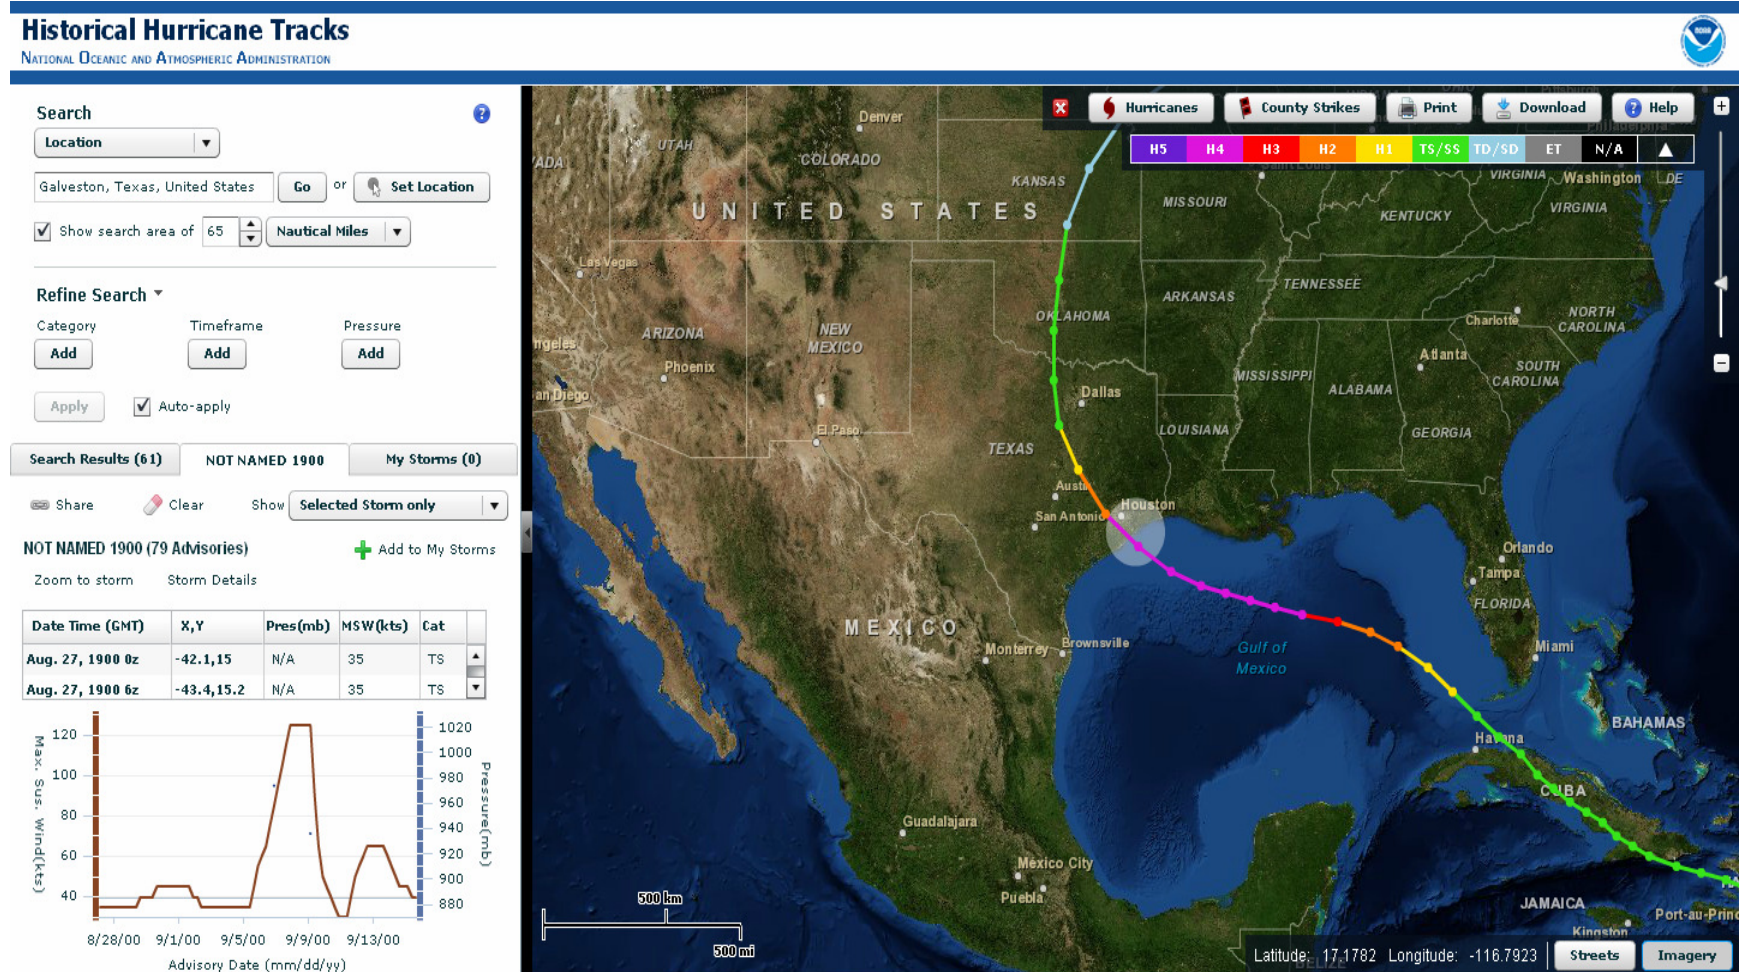 Historical Hurricane Tracks
NATIONAL OCEANIC AND ATMOSPHERIC ADMINISTRATION
Search
Location
Galveston, Texas, United States Go or Set Location
Show search area of 65 Nautical Miles
Refine Search
Category Timeframe Pressure
Add Add Add
Apply Auto-apply
Search Results (61) NOT NAMED 1900 My Storms (0)
Share Clear Show Selected Storm only
NOT NAMED 1900 (79 Advisories) Add to My Storms
Zoom to storm Storm Details
Date Time (GMT) X,Y Pres(mb) MSW(kts) Cat
Aug. 27, 1900 0z -42.1,15 N/A 35 TS
Aug. 27, 1900 6z -43.4,15.2 N/A 35 TS
Max. Sus. Wind(kts)
120
100
80
60
40
1020
1000
980
960
940
920
900
880
Pressure(mb)
8/28/00 9/1/00 9/5/00 9/9/00 9/13/00
Advisory Date (mm/dd/yy)
Hurricanes County Strikes Print Download Help
H5 H4 H3 H2 H1 TS/SS TD/SD ET N/A
Denver
UTAH
COLORADO
KANSAS
MISSOURI
VIRGINIA
Washington
DE
KENTUCKY
VIRGINIA
UNITED STATES
Las Vegas
TENNESSEE
ARKANSAS
OKLAHOMA
NORTH CAROLINA
Charlotte
ARIZONA
NEW MEXICO
Phoenix
Atlanta
SOUTH CAROLINA
MISSISSIPPI
ALABAMA
an Diego
Dallas
El Paso
LOUISIANA
GEORGIA
TEXAS
Austin
Houston
San Antonio
Orlando
Tampa
FLORIDA
MEXICO
Monterrey
Brownsville
Gulf of Mexico
Miami
BAHAMAS
Havana
CUBA
Guadalajara
México City
Puebla
JAMAICA
Port-au-Princ
Kingston
BELIZE
500 km
500 mi
Latitude: 17.1782 Longitude: -116.7923 Streets Imagery